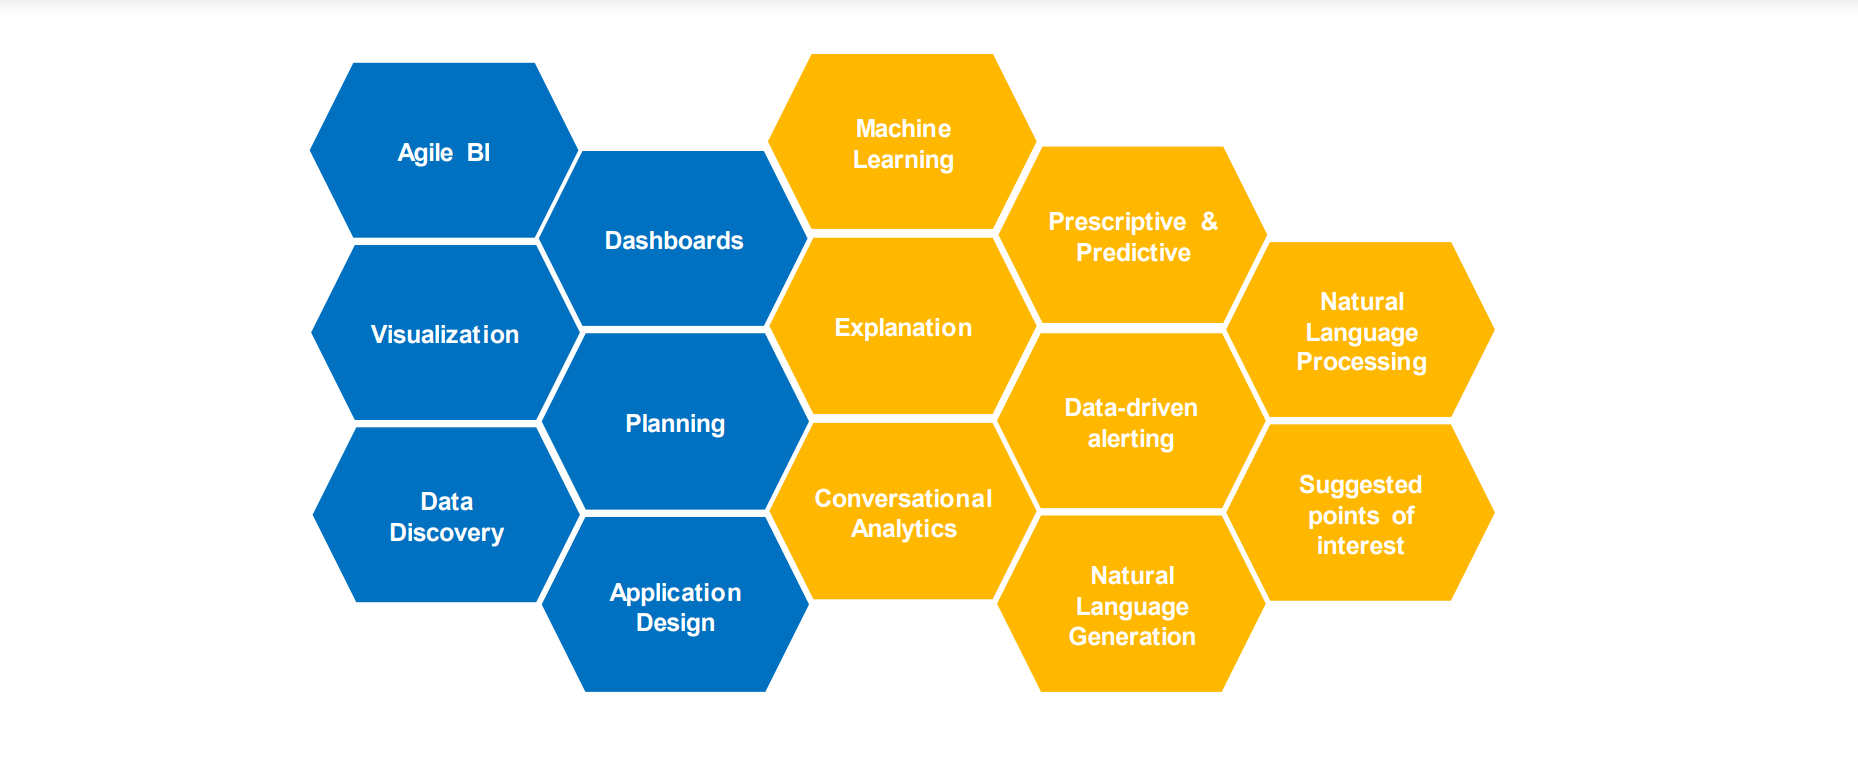 Agile BI
Visualization
Data
Discovery
Dashboards
Planning
Application
Design
Machine
Learning
Explanation
Conversational
Analytics
Prescriptive &
Predictive
Data-driven
alerting
Natural
Language
Generation
Natural
Language
Processing
Suggested
points of
interest